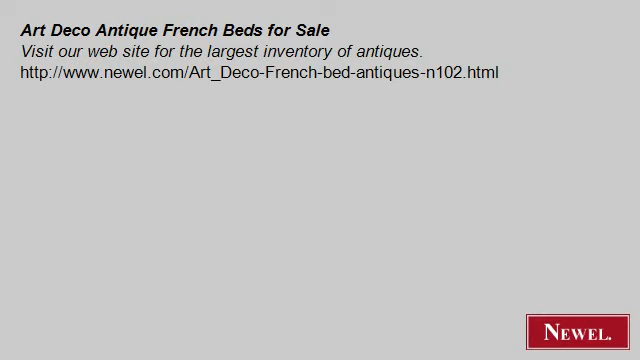 Art Deco Antique French Beds for Sale
Visit our web site for the largest inventory of antiques.
http://www.newel.com/Art_Deco-French-bed-antiques-n102.html
NEWEL.